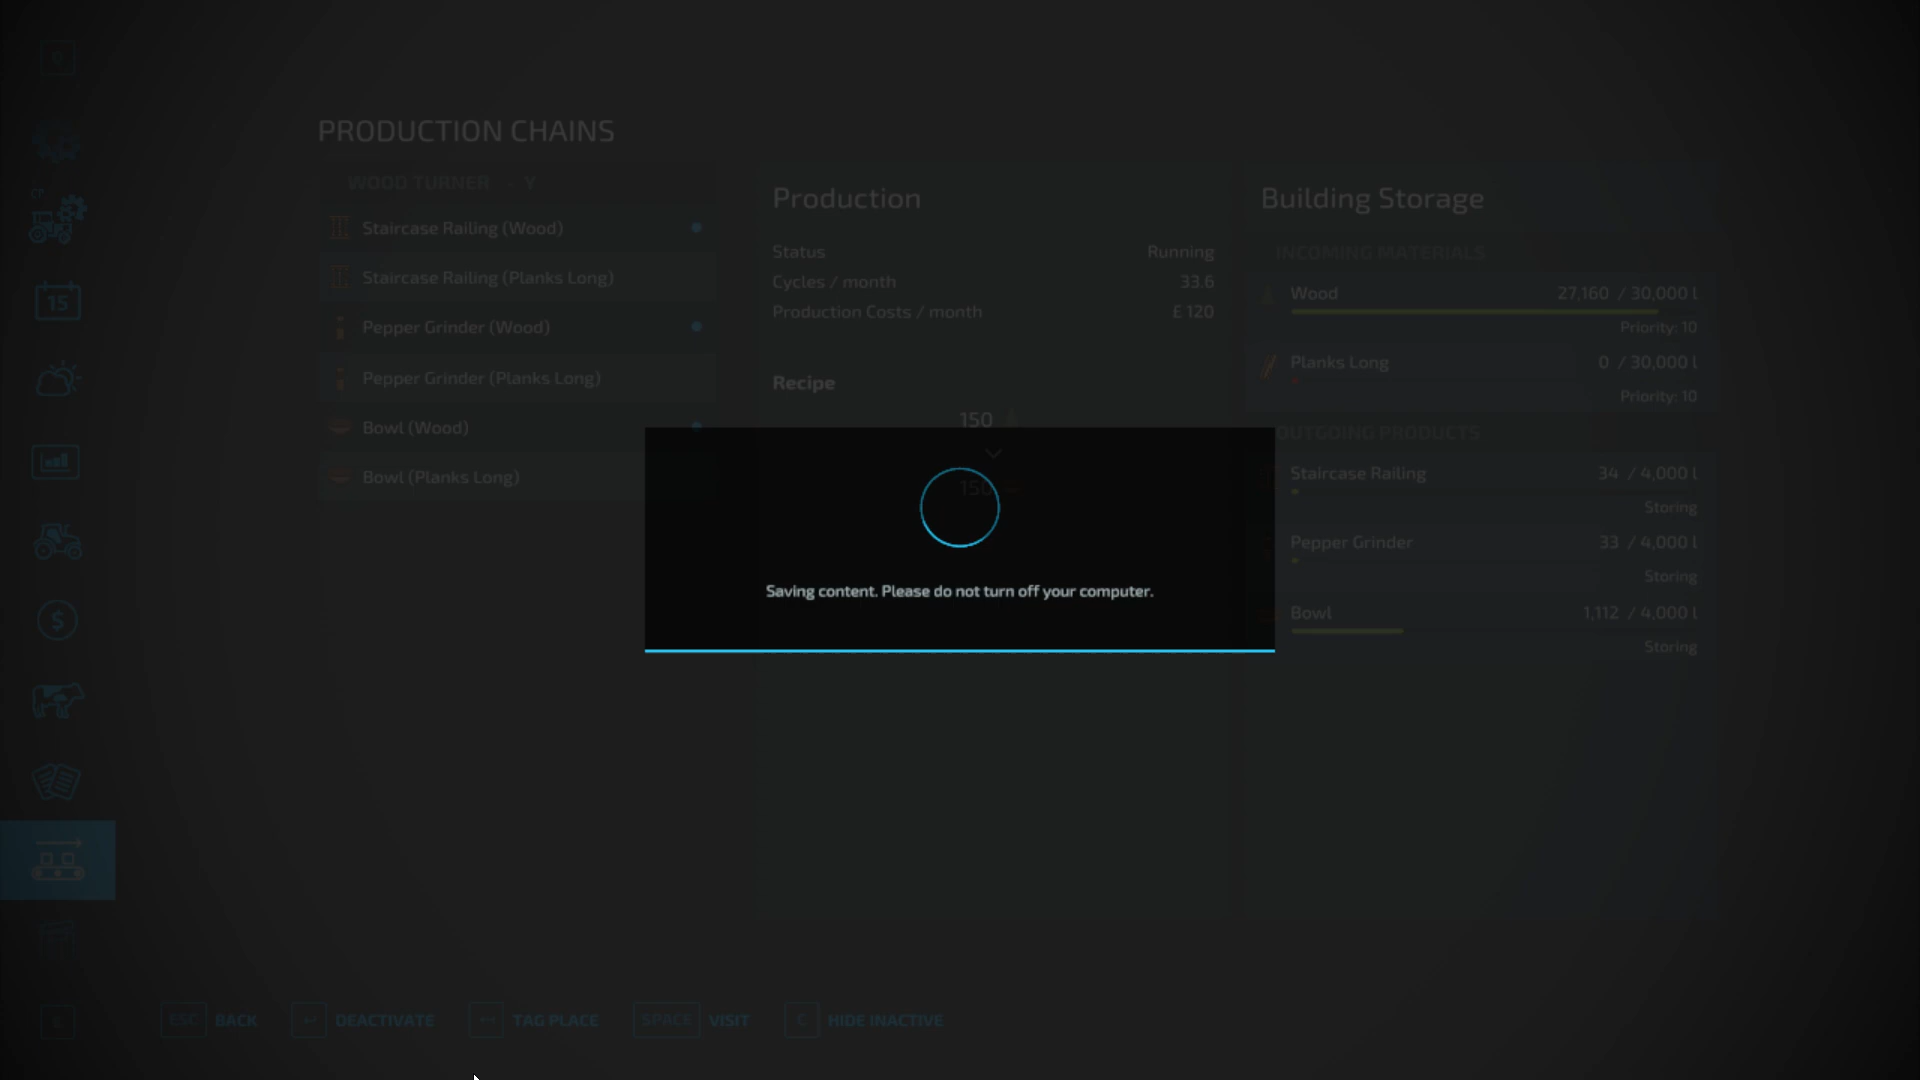 Q
CT
15
$
E
PRODUCTION CHAINS
WOOD TURNER - Y
Staircase Railing (Wood)
Staircase Railing (Planks Long)
Pepper Grinder (Wood)
Pepper Grinder (Planks Long)
Bowl (Wood)
Bowl (Planks Long)
Production
Status Running
Cycles / month 33.6
Production Costs / month £ 120
Recipe
150
150
Building Storage
INCOMING MATERIALS
Wood 27,160 / 30,000 l
Priority: 10
Planks Long 0 / 30,000 l
Priority: 10
OUTGOING PRODUCTS
Staircase Railing 34 / 4,000 l
Storing
Pepper Grinder 33 / 4,000 l
Storing
Bowl 1,112 / 4,000 l
Storing
Saving content. Please do not turn off your computer.
ESC BACK DEACTIVATE TAG PLACE SPACE VISIT C HIDE INACTIVE